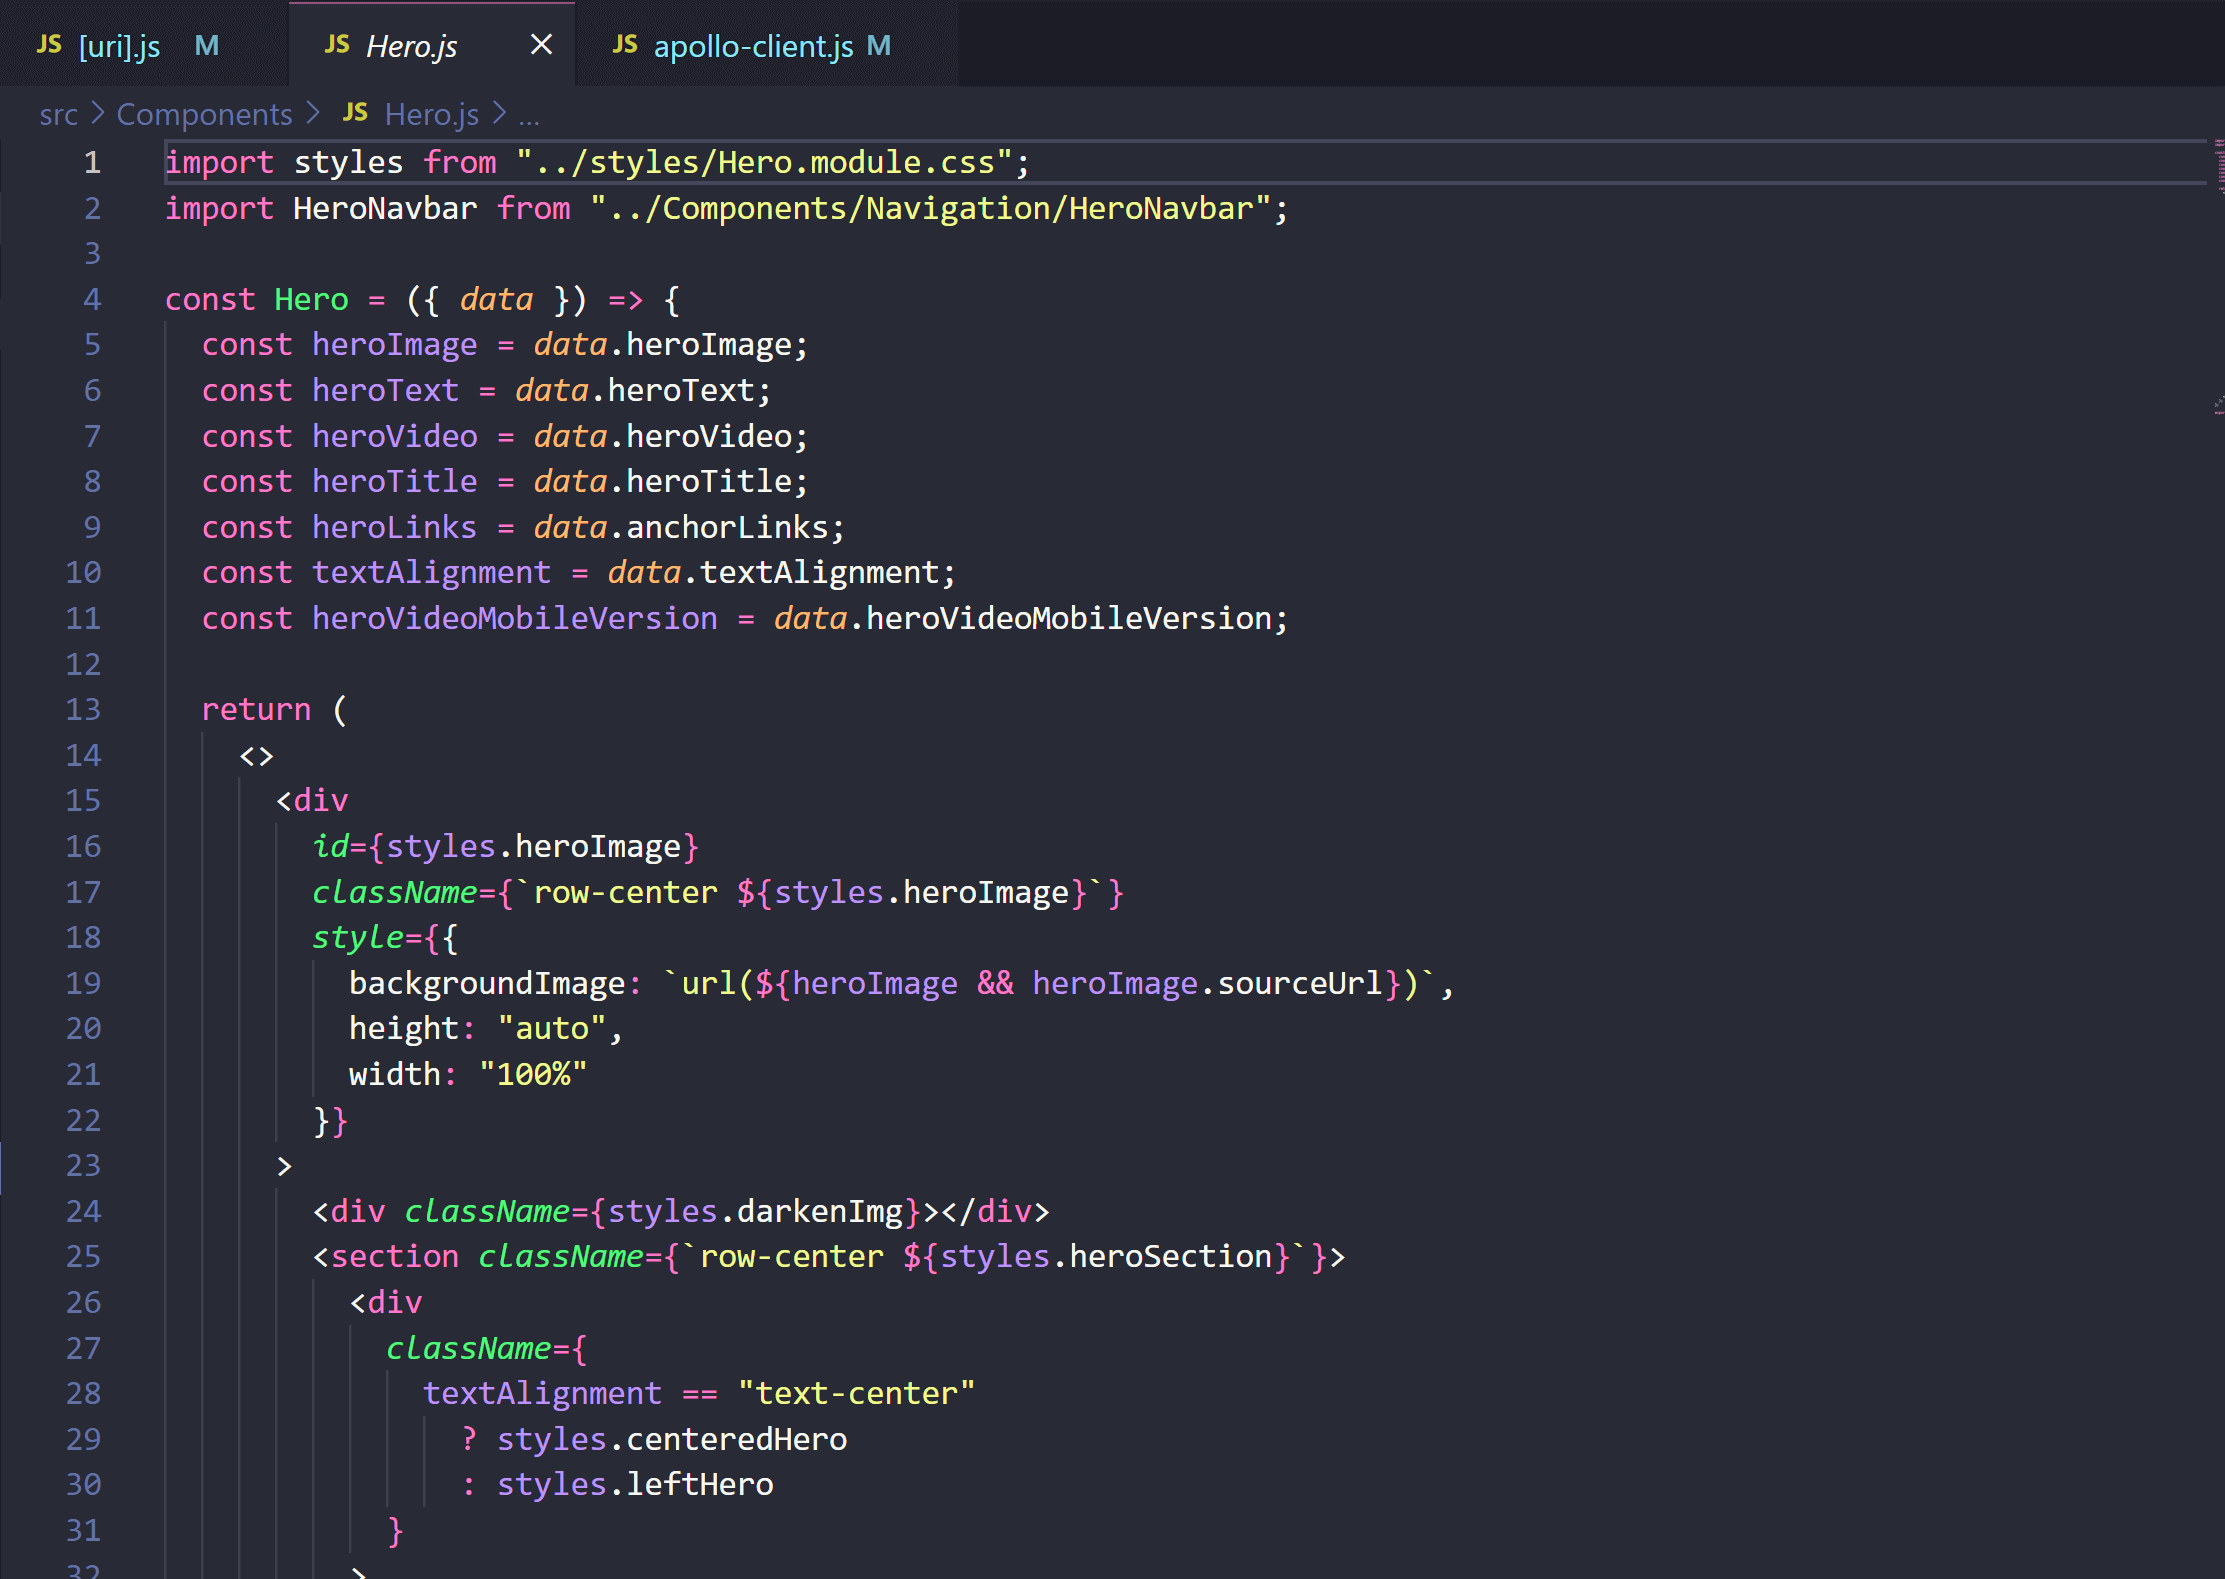 JS [uri].js M JS Hero.js × JS apollo-client.js M
src > Components > JS Hero.js > ...
1 import styles from "../styles/Hero.module.css";
2 import HeroNavbar from "../Components/Navigation/HeroNavbar";
3
4 const Hero = ({ data }) => {
5 const heroImage = data.heroImage;
6 const heroText = data.heroText;
7 const heroVideo = data.heroVideo;
8 const heroTitle = data.heroTitle;
9 const heroLinks = data.anchorLinks;
10 const textAlignment = data.textAlignment;
11 const heroVideoMobileVersion = data.heroVideoMobileVersion;
12
13 return (
14 <>
15 <div
16 id={styles.heroImage}
17 className={`row-center ${styles.heroImage}`}
18 style={{
19 backgroundImage: `url(${heroImage && heroImage.sourceUrl})`,
20 height: "auto",
21 width: "100%"
22 }}
23 >
24 <div className={styles.darkenImg}></div>
25 <section className={`row-center ${styles.heroSection}`}>
26 <div
27 className={
28 textAlignment == "text-center"
29 ? styles.centeredHero
30 : styles.leftHero
31 }
32 >